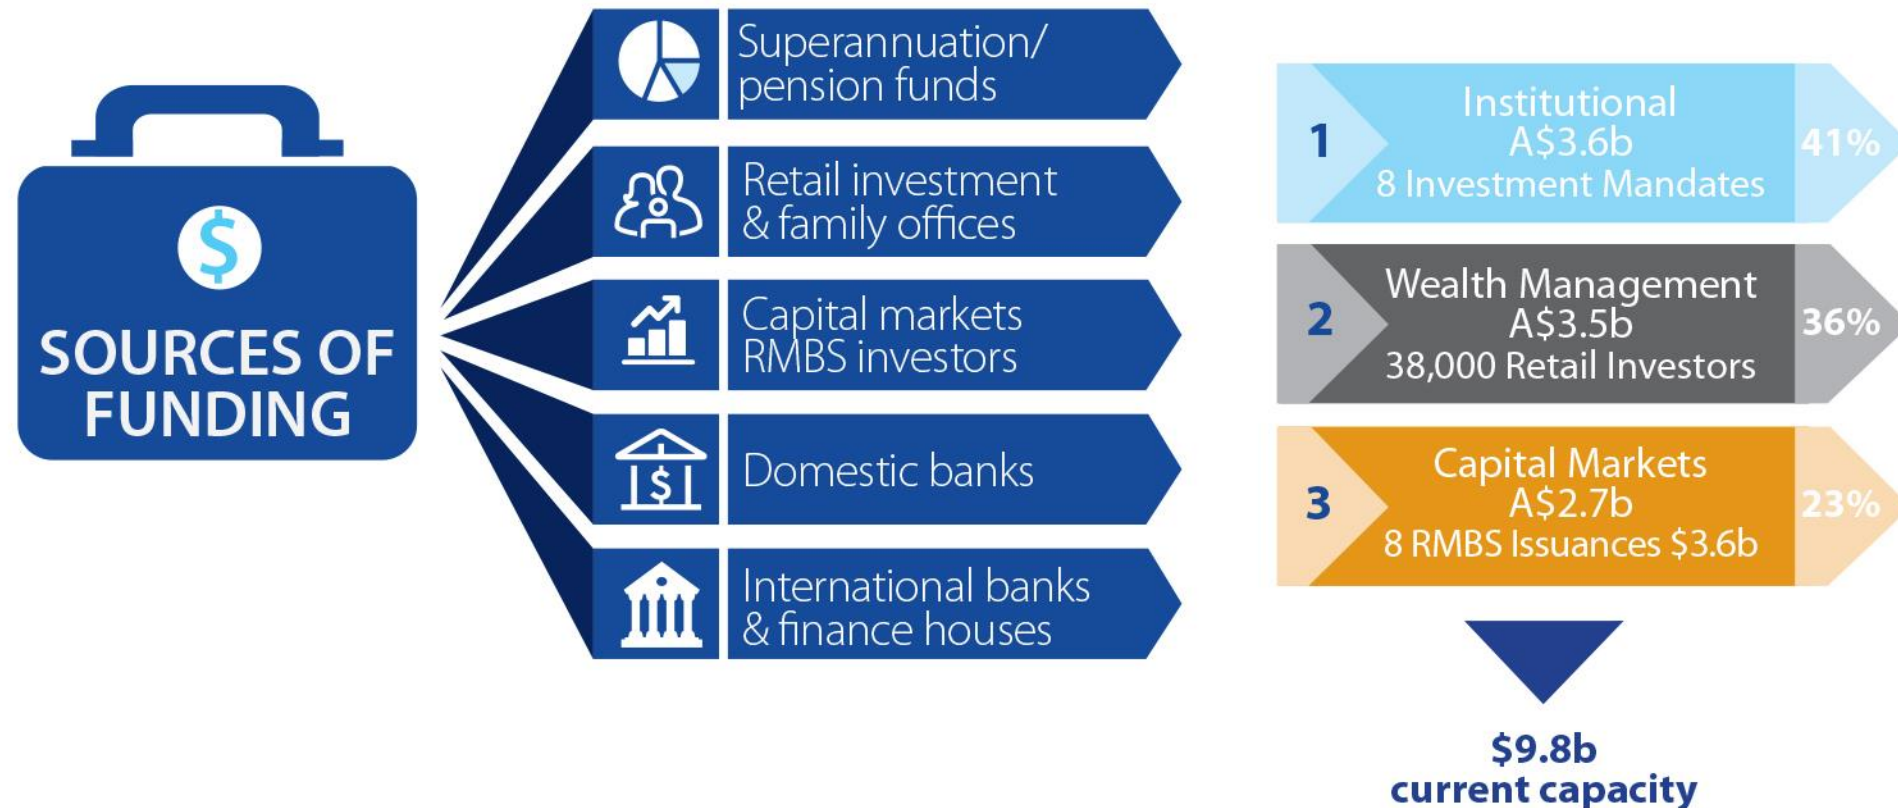 $
SOURCES OF
FUNDING
Superannuation/
pension funds
Retail investment
& family offices
Capital markets
RMBS investors
$
Domestic banks
International banks
& finance houses
1
Institutional
A$3.6b
8 Investment Mandates
41%
2
Wealth Management
A$3.5b
38,000 Retail Investors
36%
3
Capital Markets
A$2.7b
8 RMBS Issuances $3.6b
23%
$9.8b
current capacity